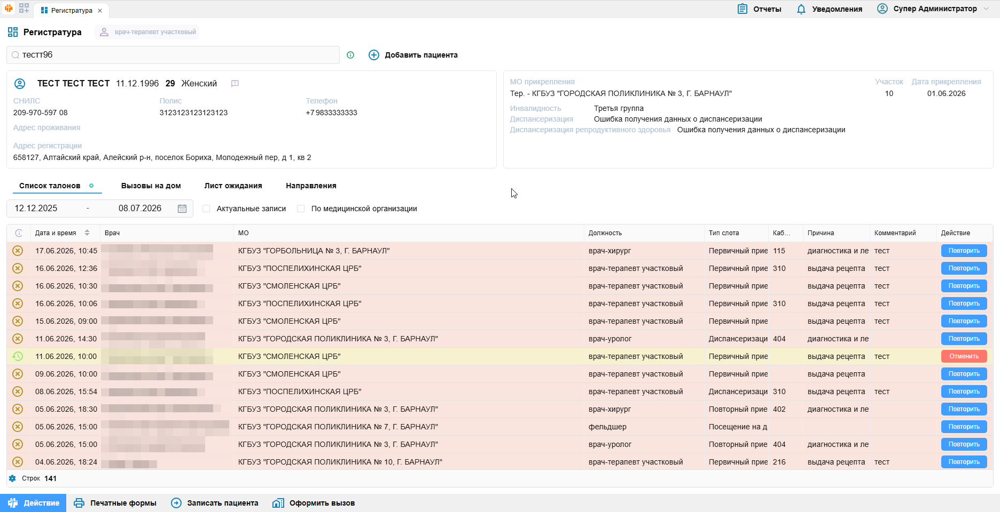 Регистратура
Отчеты
Уведомления
Супер Администратор
Регистратура
врач-терапевт участковый
тестт96
Добавить пациента
ТЕСТ ТЕСТ ТЕСТ 11.12.1996 29 Женский
СНИЛС Полис Телефон
209-970-597 08 3123123123123123 +7 9833333333
Адрес проживания
Адрес регистрации
658127, Алтайский край, Алейский р-н, поселок Бориха, Молодежный пер, д 1, кв 2
МО прикрепления Участок Дата прикрепления
Тер. - КГБУЗ "ГОРОДСКАЯ ПОЛИКЛИНИКА № 3, Г. БАРНАУЛ" 10 01.06.2026
Инвалидность Третья группа
Диспансеризация Ошибка получения данных о диспансеризации
Диспансеризация репродуктивного здоровья Ошибка получения данных о диспансеризации
Список талонов Вызовы на дом Лист ожидания Направления
12.12.2025 - 08.07.2026 Актуальные записи По медицинской организации
Дата и время Врач МО Должность Тип слота Каб... Причина Комментарий Действие
17.06.2026, 10:45 КГБУЗ "ГОРБОЛЬНИЦА № 3, Г. БАРНАУЛ" врач-хирург Первичный прие 115 диагностика и ле тест Повторить
16.06.2026, 12:36 КГБУЗ "ПОСПЕЛИХИНСКАЯ ЦРБ" врач-терапевт участковый Первичный прие 310 выдача рецепта тест Повторить
16.06.2026, 10:30 КГБУЗ "СМОЛЕНСКАЯ ЦРБ" врач-терапевт участковый Первичный прие выдача рецепта тест Повторить
16.06.2026, 10:06 КГБУЗ "ПОСПЕЛИХИНСКАЯ ЦРБ" врач-терапевт участковый Первичный прие 310 выдача рецепта тест Повторить
15.06.2026, 09:00 КГБУЗ "СМОЛЕНСКАЯ ЦРБ" врач-терапевт участковый Первичный прие выдача рецепта тест Повторить
11.06.2026, 14:30 КГБУЗ "ГОРОДСКАЯ ПОЛИКЛИНИКА № 3, Г. БАРНАУЛ" врач-уролог Диспансеризаци 404 диагностика и ле Повторить
11.06.2026, 10:00 КГБУЗ "СМОЛЕНСКАЯ ЦРБ" врач-терапевт участковый Первичный прие выдача рецепта тест Отменить
09.06.2026, 10:00 КГБУЗ "СМОЛЕНСКАЯ ЦРБ" врач-терапевт участковый Первичный прие выдача рецепта Повторить
08.06.2026, 15:54 КГБУЗ "ПОСПЕЛИХИНСКАЯ ЦРБ" врач-терапевт участковый Диспансеризаци 310 выдача рецепта тест Повторить
05.06.2026, 18:30 КГБУЗ "ГОРОДСКАЯ ПОЛИКЛИНИКА № 3, Г. БАРНАУЛ" врач-хирург Повторный прие 402 диагностика и ле Повторить
05.06.2026, 15:00 КГБУЗ "ГОРОДСКАЯ ПОЛИКЛИНИКА № 7, Г. БАРНАУЛ" фельдшер Посещение на д Повторить
05.06.2026, 15:00 КГБУЗ "ГОРОДСКАЯ ПОЛИКЛИНИКА № 3, Г. БАРНАУЛ" врач-уролог Повторный прие 404 диагностика и ле Повторить
04.06.2026, 18:24 КГБУЗ "ГОРОДСКАЯ ПОЛИКЛИНИКА № 10, Г. БАРНАУЛ" врач-терапевт участковый Первичный прие 216 выдача рецепта тест Повторить
Строк 141
Действие Печатные формы Записать пациента Оформить вызов